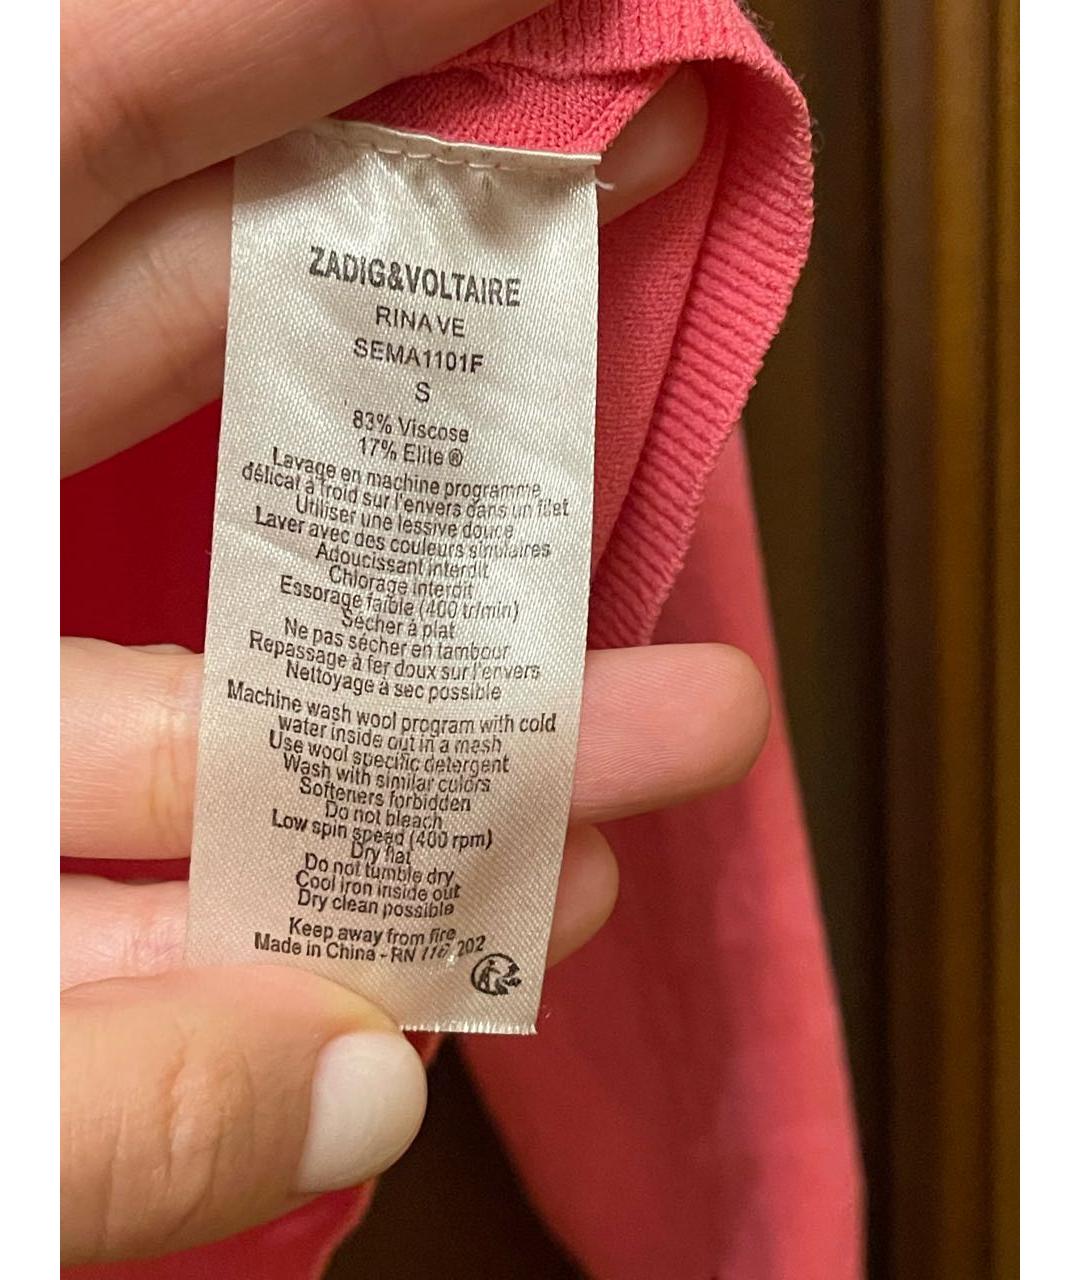 ZADIG&VOLTAIRE
RINAVE
SEMA1101F
S
83% Viscose
17% Elite ®
Lavage en machine programme
délicat à froid sur l'envers dans un filet
Utiliser une lessive douce
Laver avec des couleurs similaires
Adoucissant interdit
Chlorage interdit
Essorage faible (400 tr/min)
Sécher à plat
Ne pas sécher en tambour
Repassage à fer doux sur l'envers
Nettoyage à sec possible
Machine wash wool program with cold
water inside out in a mesh
Use wool specific detergent
Wash with similar colors
Softeners forbidden
Do not bleach
Low spin speed (400 rpm)
Dry flat
Do not tumble dry
Cool iron inside out
Dry clean possible
Keep away from fire
Made in China - RN 202